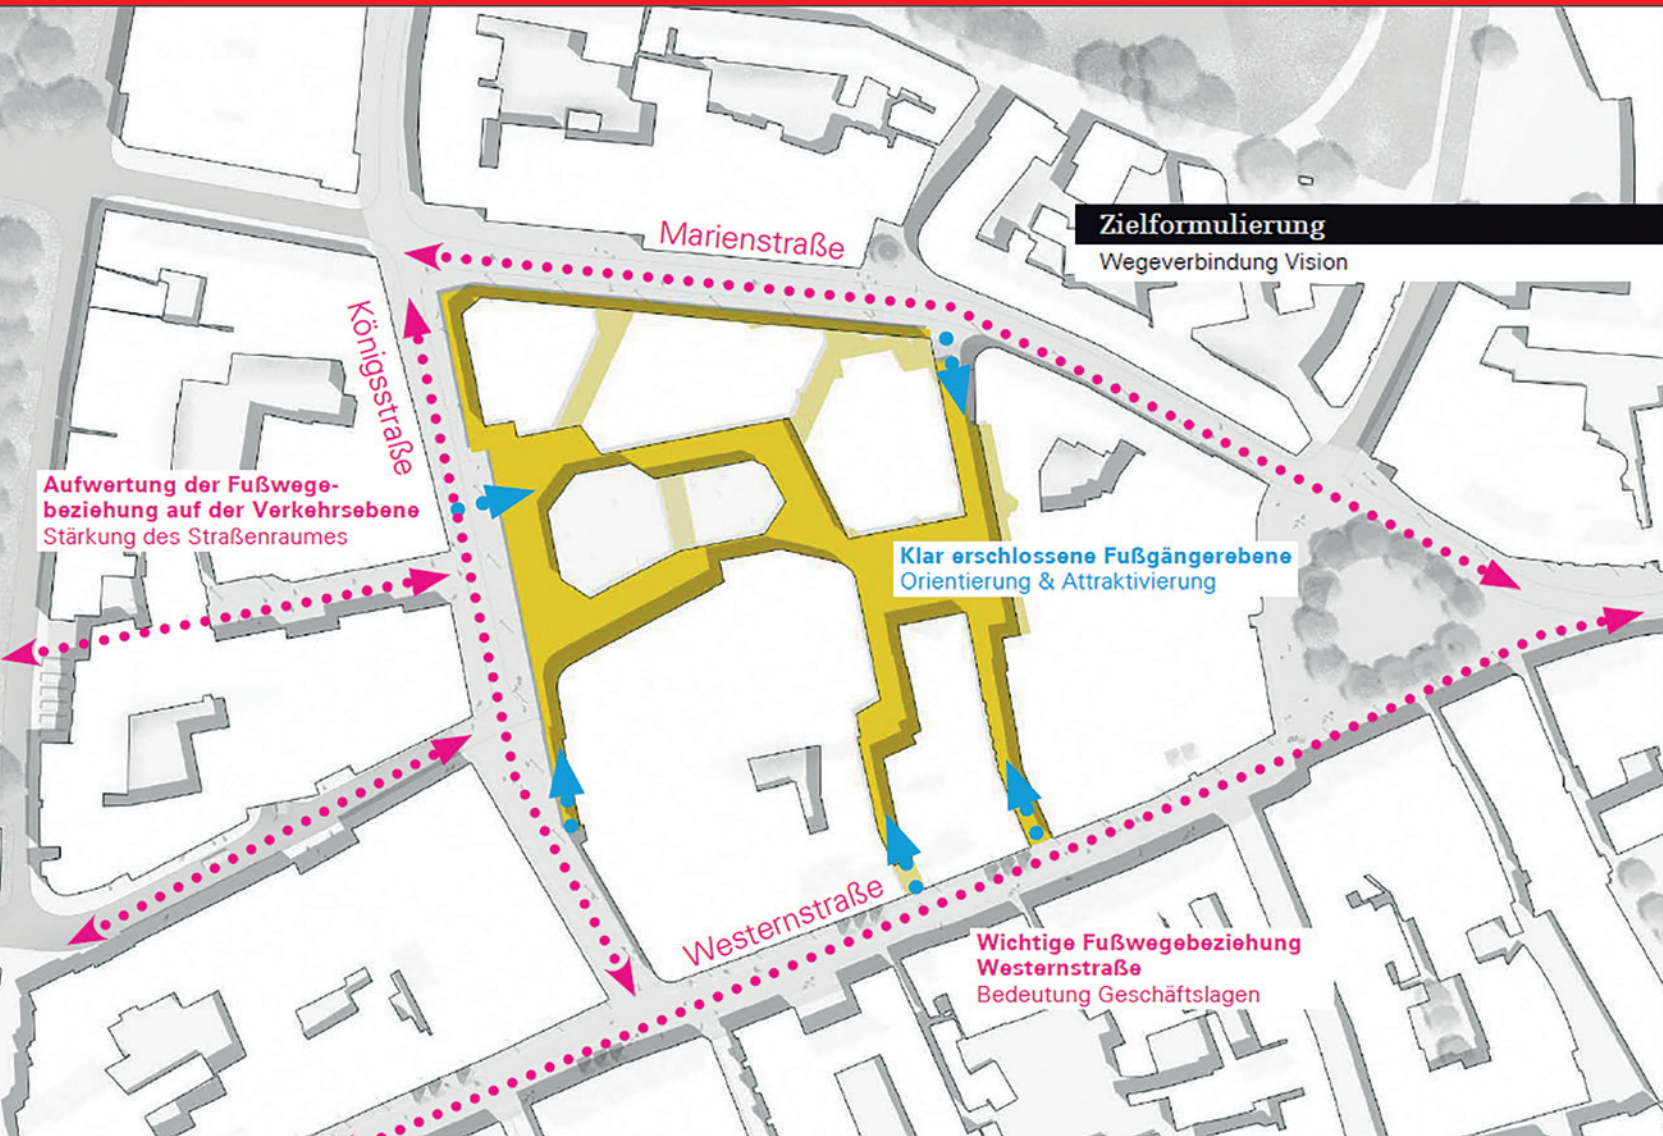 Marienstraße
Zielformulierung
Wegeverbindung Vision
Königsstraße
Aufwertung der Fußwege-
beziehung auf der Verkehrsebene
Stärkung des Straßenraumes
Klar erschlossene Fußgängerebene
Orientierung & Attraktivierung
Westernstraße
Wichtige Fußwegebeziehung
Westernstraße
Bedeutung Geschäftslagen